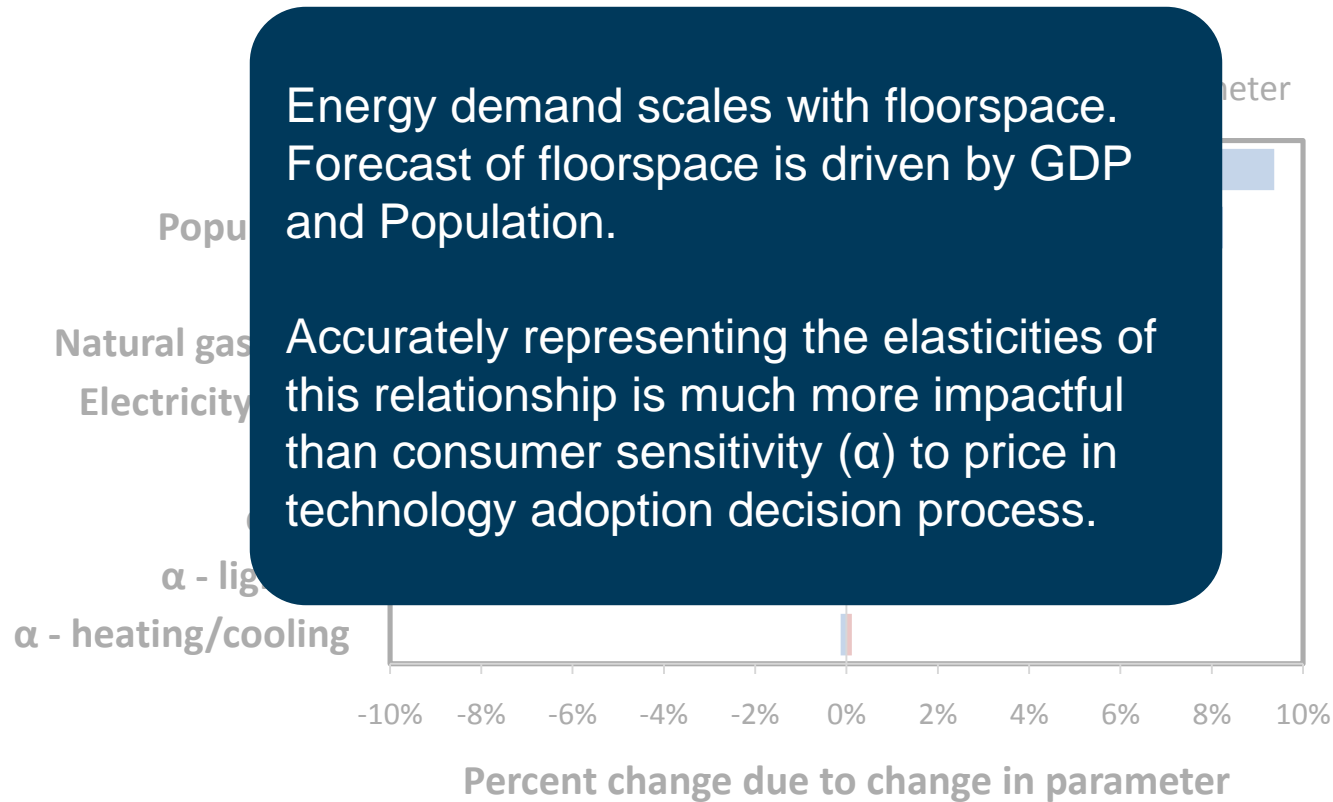 Energy demand scales with floorspace.
Forecast of floorspace is driven by GDP
and Population.
Accurately representing the elasticities of
this relationship is much more impactful
than consumer sensitivity (α) to price in
technology adoption decision process.
Natural gas
Electricity
α - heating/cooling
-10% -8% -6% -4% -2% 0% 2% 4% 6% 8% 10%
Percent change due to change in parameter